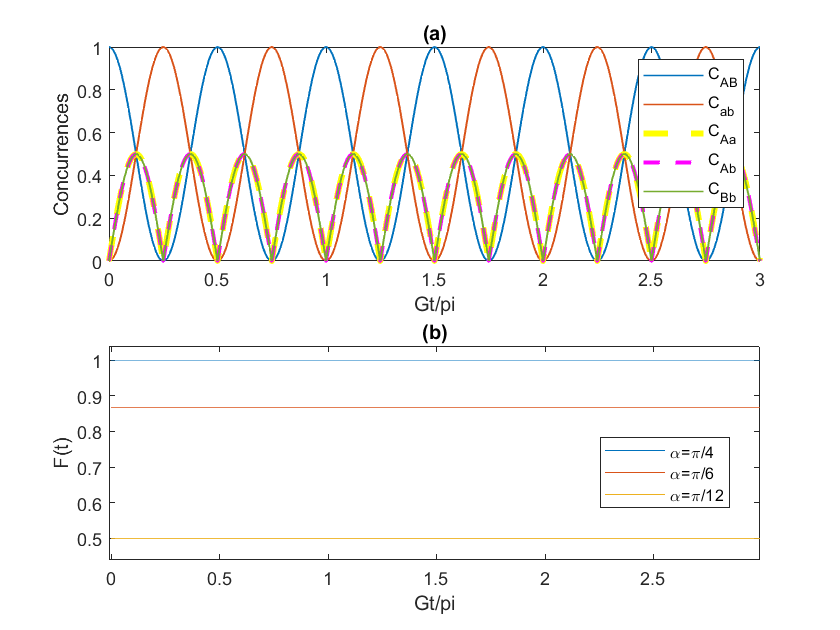 (a)
Concurrences
1
0.8
0.6
0.4
0.2
0
C_AB
C_ab
C_Aa
C_Ab
C_Bb
0 0.5 1 1.5 2 2.5 3
Gt/pi
(b)
F(t)
1
0.9
0.8
0.7
0.6
0.5
α=π/4
α=π/6
α=π/12
0 0.5 1 1.5 2 2.5
Gt/pi